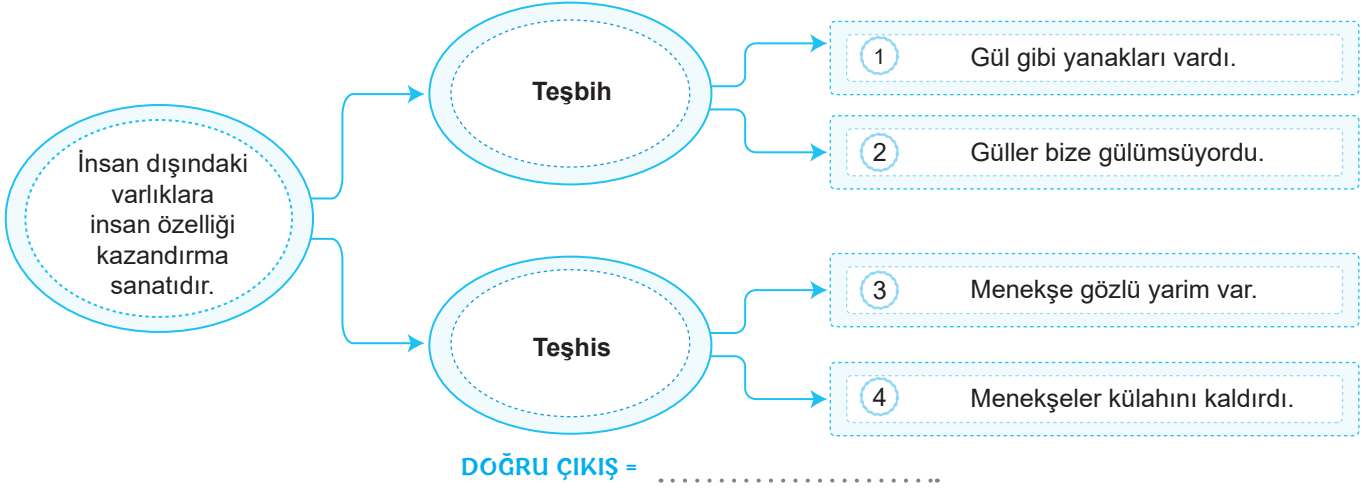 İnsan dışındaki
varlıklara
insan özelliği
kazandırma
sanatıdır.
Teşbih
1 Gül gibi yanakları vardı.
2 Güller bize gülümsüyordu.
Teşhis
3 Menekşe gözlü yarim var.
4 Menekşeler külahını kaldırdı.
DOĞRU ÇIKIŞ = ..........................